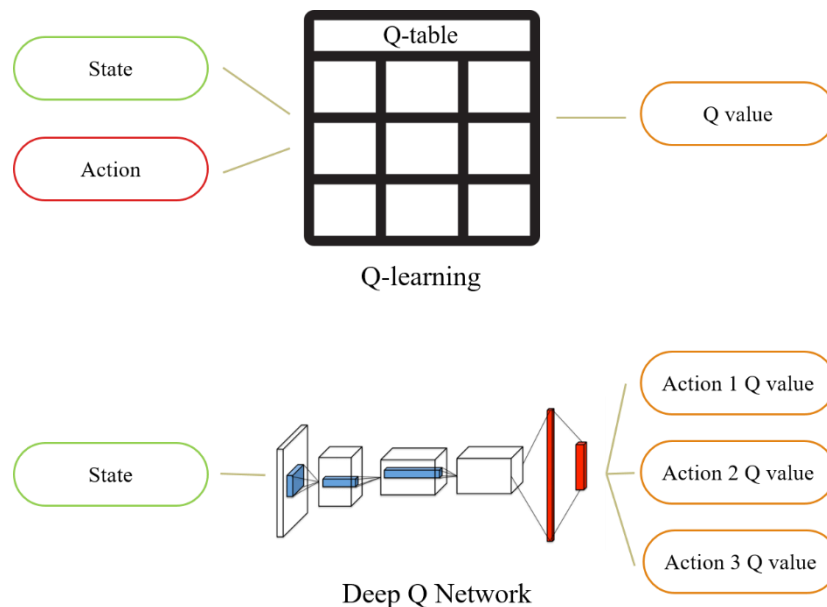 Q-table
State
Action
Q value
Q-learning
State
Action 1 Q value
Action 2 Q value
Action 3 Q value
Deep Q Network